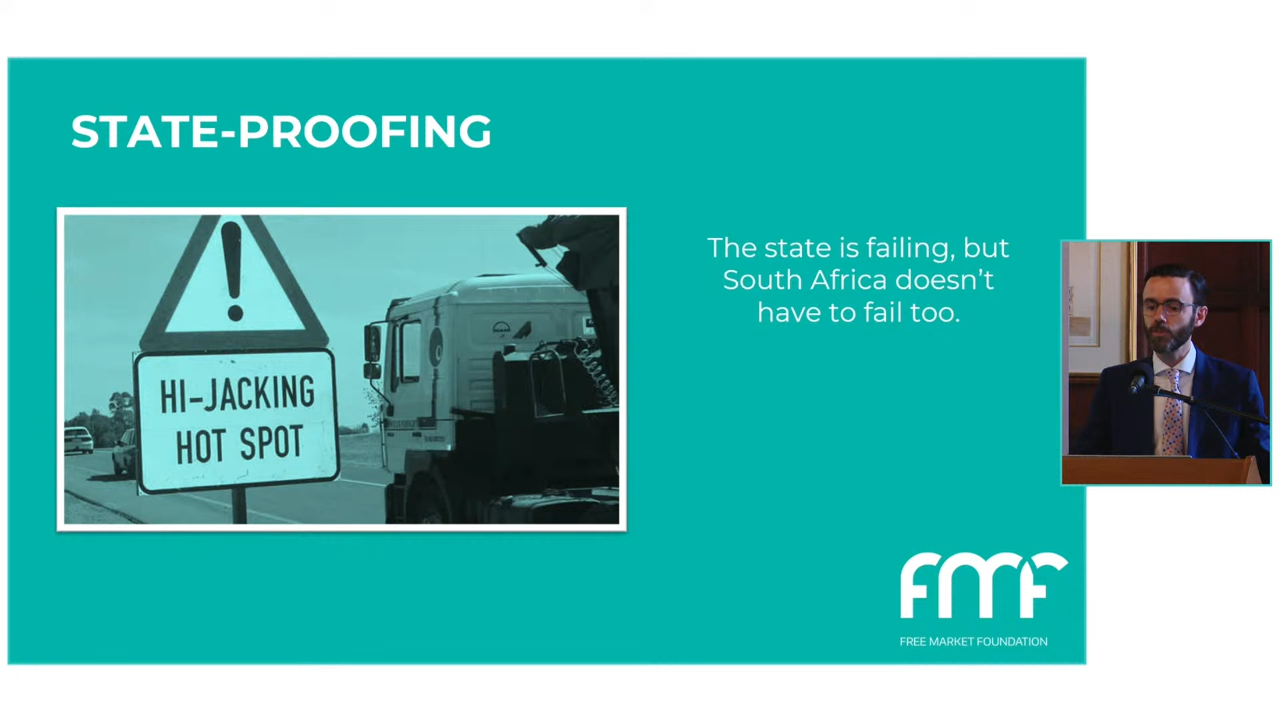 STATE-PROOFING
HI-JACKING
HOT SPOT
The state is failing, but
South Africa doesn't
have to fail too.
fmf
FREE MARKET FOUNDATION